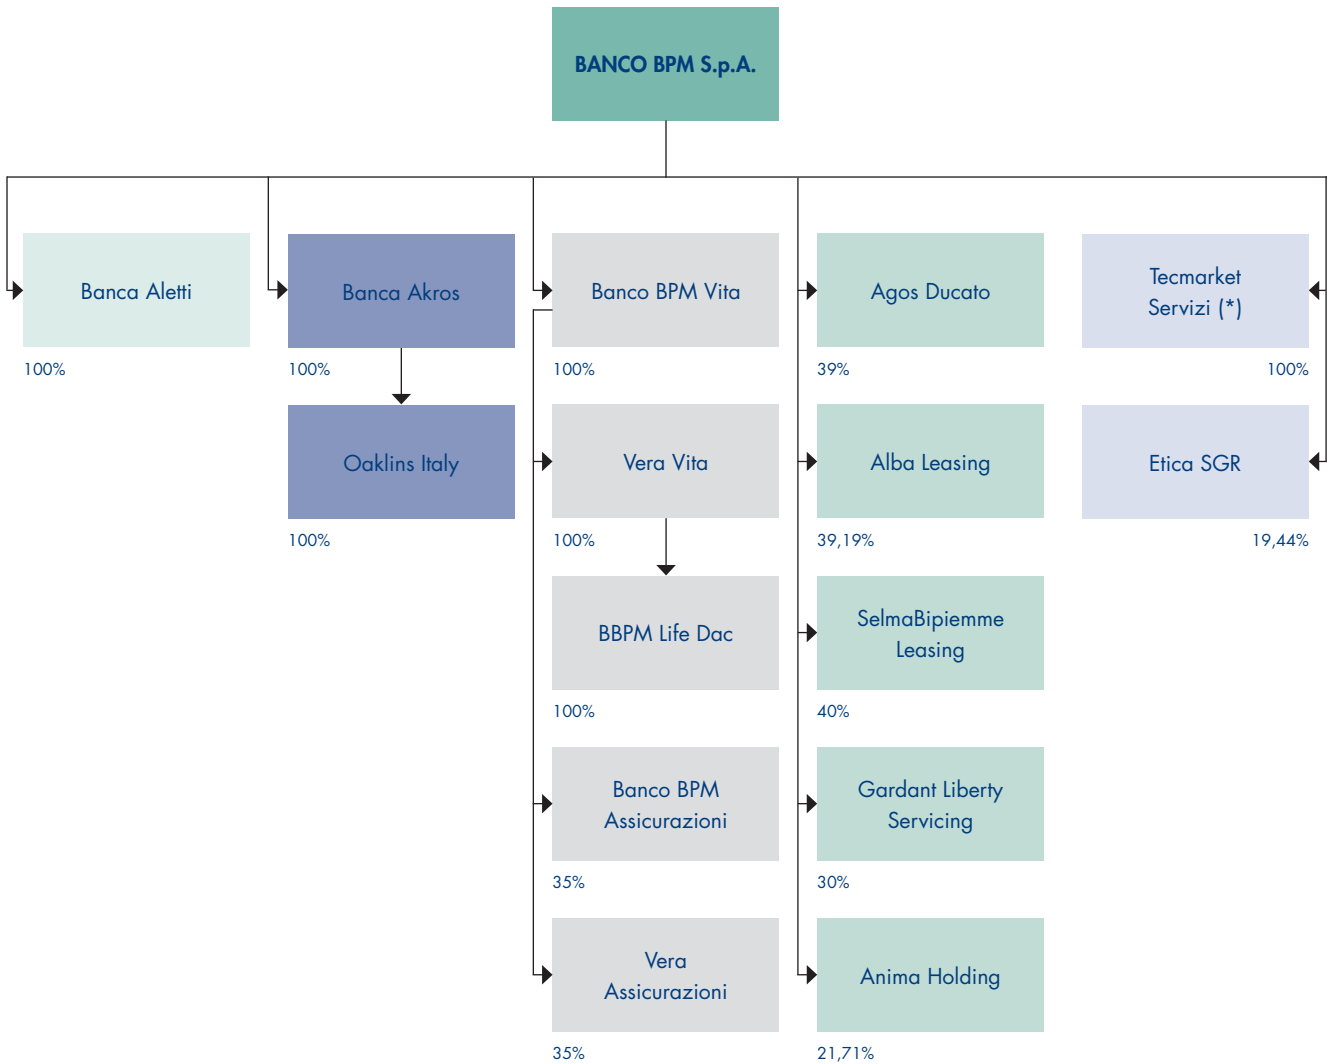 BANCO BPM S.p.A.
Banca Aletti
100%
Banca Akros
100%
Oaklins Italy
100%
Banco BPM Vita
100%
Vera Vita
100%
BBPM Life Dac
100%
Banco BPM
Assicurazioni
35%
Vera
Assicurazioni
35%
Agos Ducato
39%
Alba Leasing
39,19%
SelmaBipiemme
Leasing
40%
Gardant Liberty
Servicing
30%
Anima Holding
21,71%
Tecmarket
Servizi (*)
100%
Etica SGR
19,44%